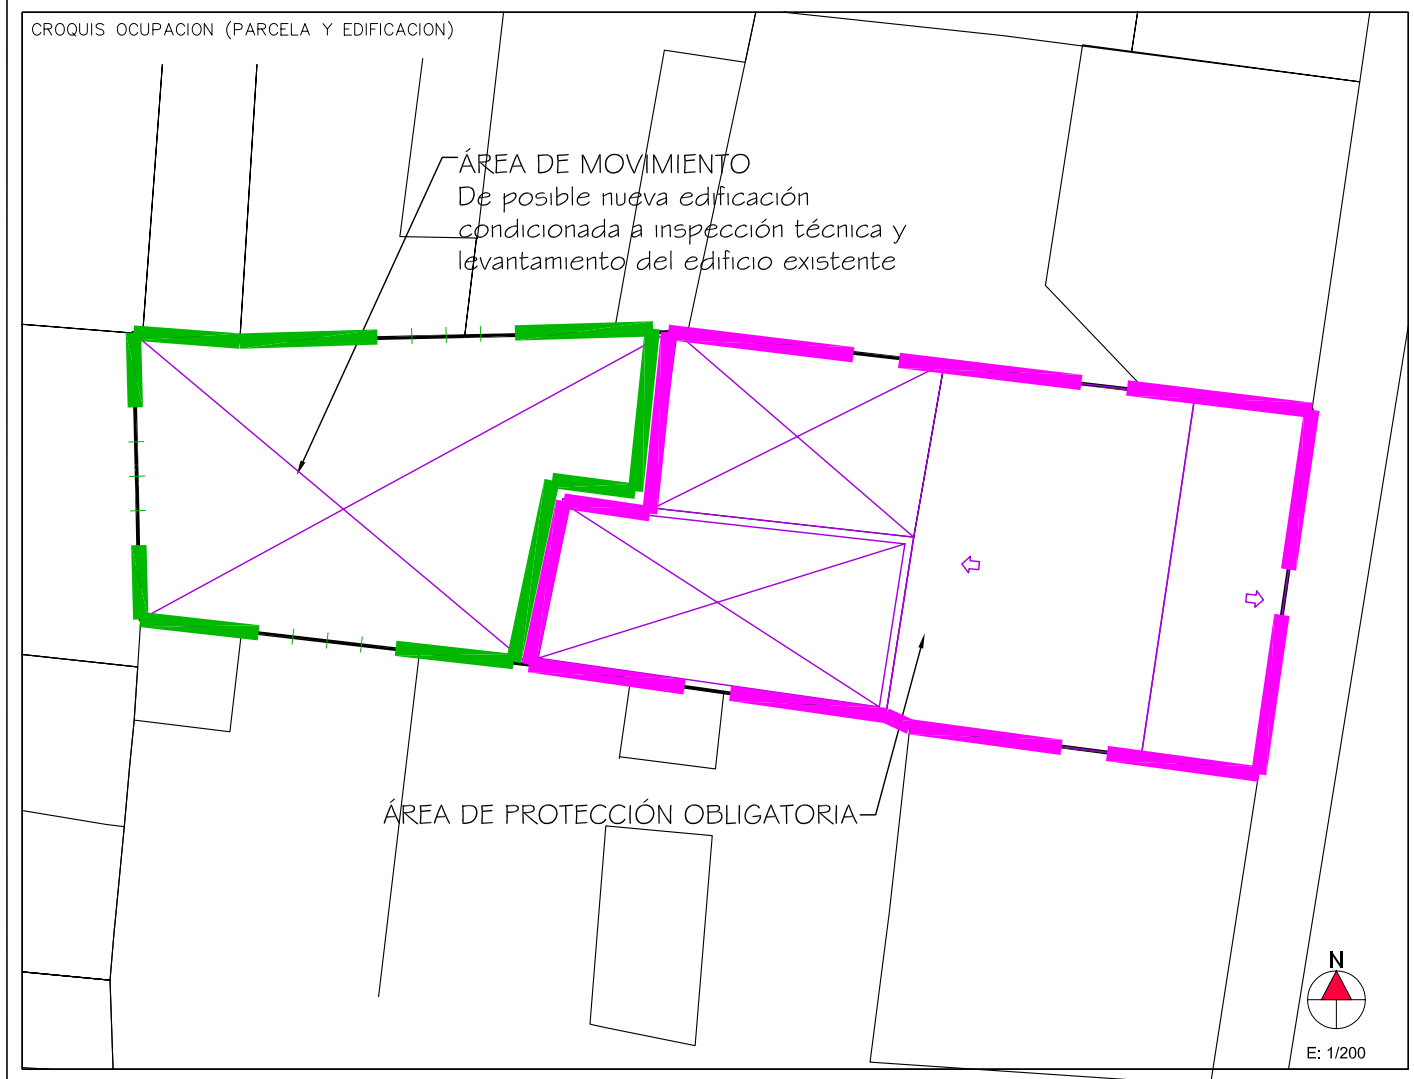 CROQUIS OCUPACION (PARCELA Y EDIFICACION)
ÁREA DE MOVIMIENTO
De posible nueva edificación
condicionada a inspección técnica y
levantamiento del edificio existente
ÁREA DE PROTECCIÓN OBLIGATORIA
N
E: 1/200